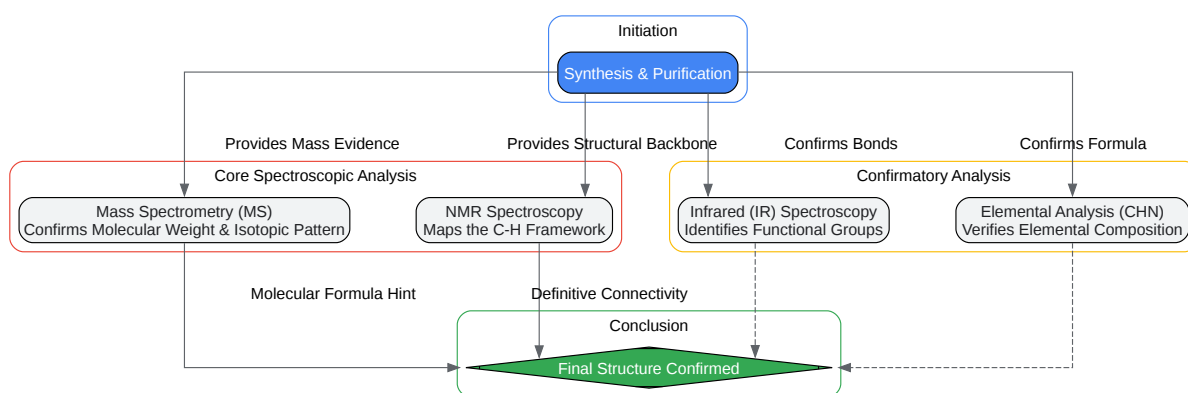 Initiation
Synthesis & Purification
Provides Mass Evidence
Provides Structural Backbone
Confirms Bonds
Confirms Formula
Core Spectroscopic Analysis
Confirmatory Analysis
Mass Spectrometry (MS)
Confirms Molecular Weight & Isotopic Pattern
NMR Spectroscopy
Maps the C-H Framework
Infrared (IR) Spectroscopy
Identifies Functional Groups
Elemental Analysis (CHN)
Verifies Elemental Composition
Molecular Formula Hint
Definitive Connectivity
Conclusion
Final Structure Confirmed